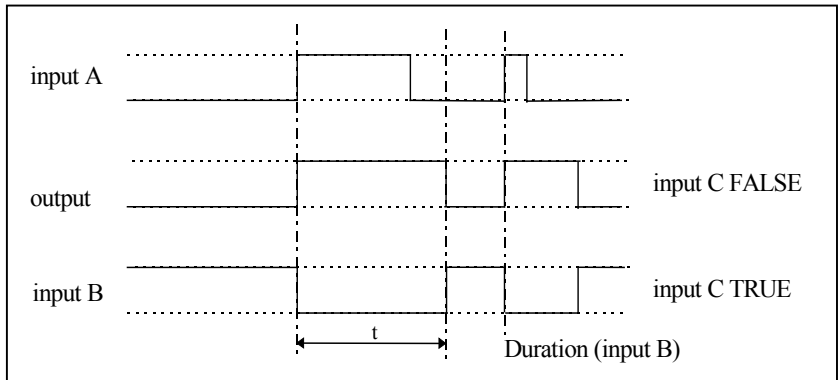 input A
output
input C FALSE
input B
input C TRUE
t
Duration (input B)